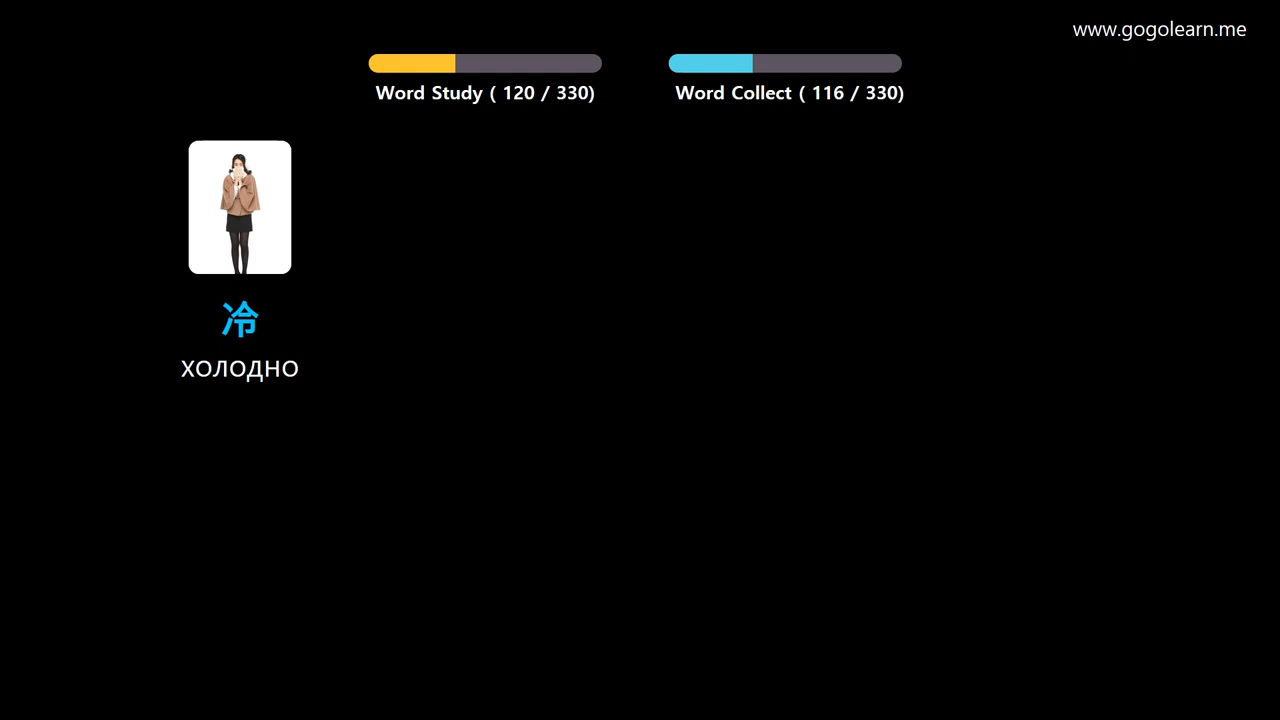 www.gogolearn.me
Word Study ( 120 / 330)
Word Collect ( 116 / 330)
冷
холодно